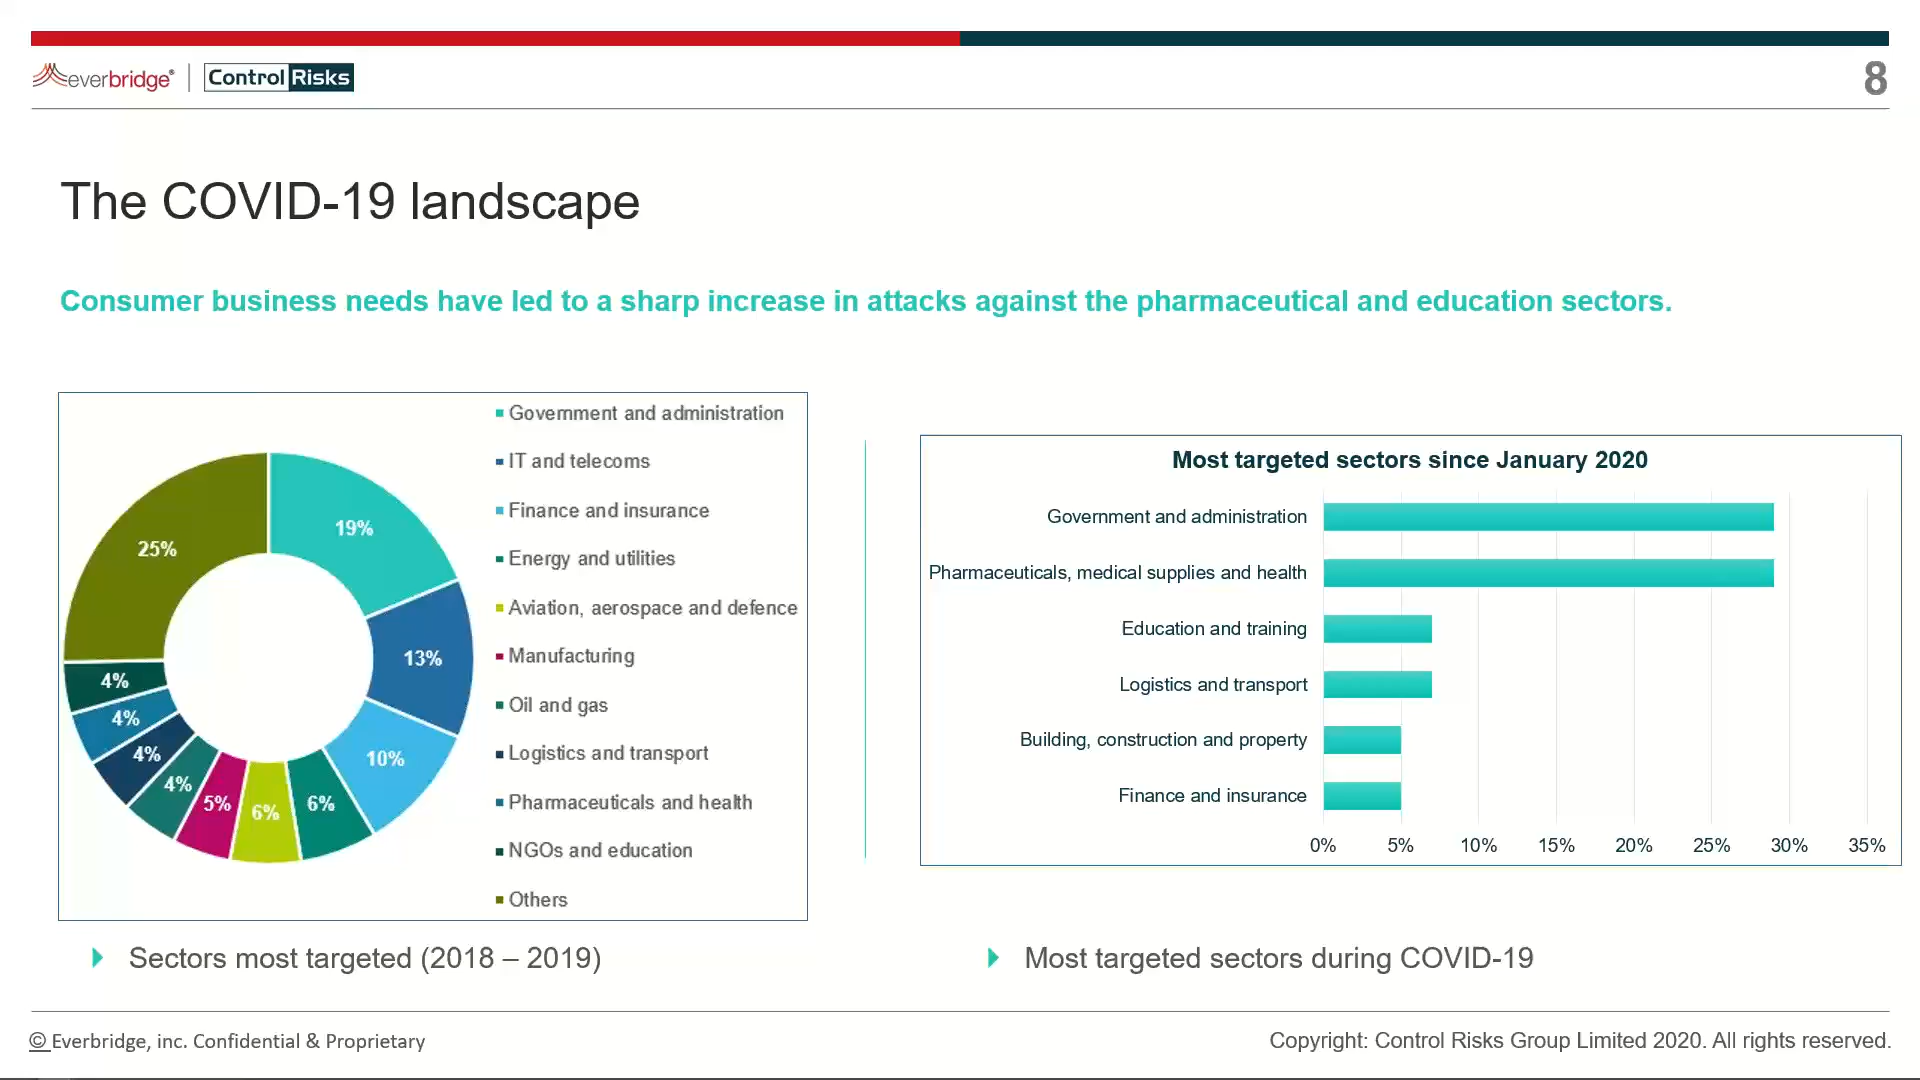 everbridge®
Control Risks
8
The COVID-19 landscape
Consumer business needs have led to a sharp increase in attacks against the pharmaceutical and education sectors.
19%
13%
10%
6%
6%
5%
4%
4%
4%
4%
25%
Government and administration
IT and telecoms
Finance and insurance
Energy and utilities
Aviation, aerospace and defence
Manufacturing
Oil and gas
Logistics and transport
Pharmaceuticals and health
NGOs and education
Others
Sectors most targeted (2018 – 2019)
Most targeted sectors since January 2020
Government and administration
Pharmaceuticals, medical supplies and health
Education and training
Logistics and transport
Building, construction and property
Finance and insurance
0% 5% 10% 15% 20% 25% 30% 35%
Most targeted sectors during COVID-19
© Everbridge, inc. Confidential & Proprietary
Copyright: Control Risks Group Limited 2020. All rights reserved.